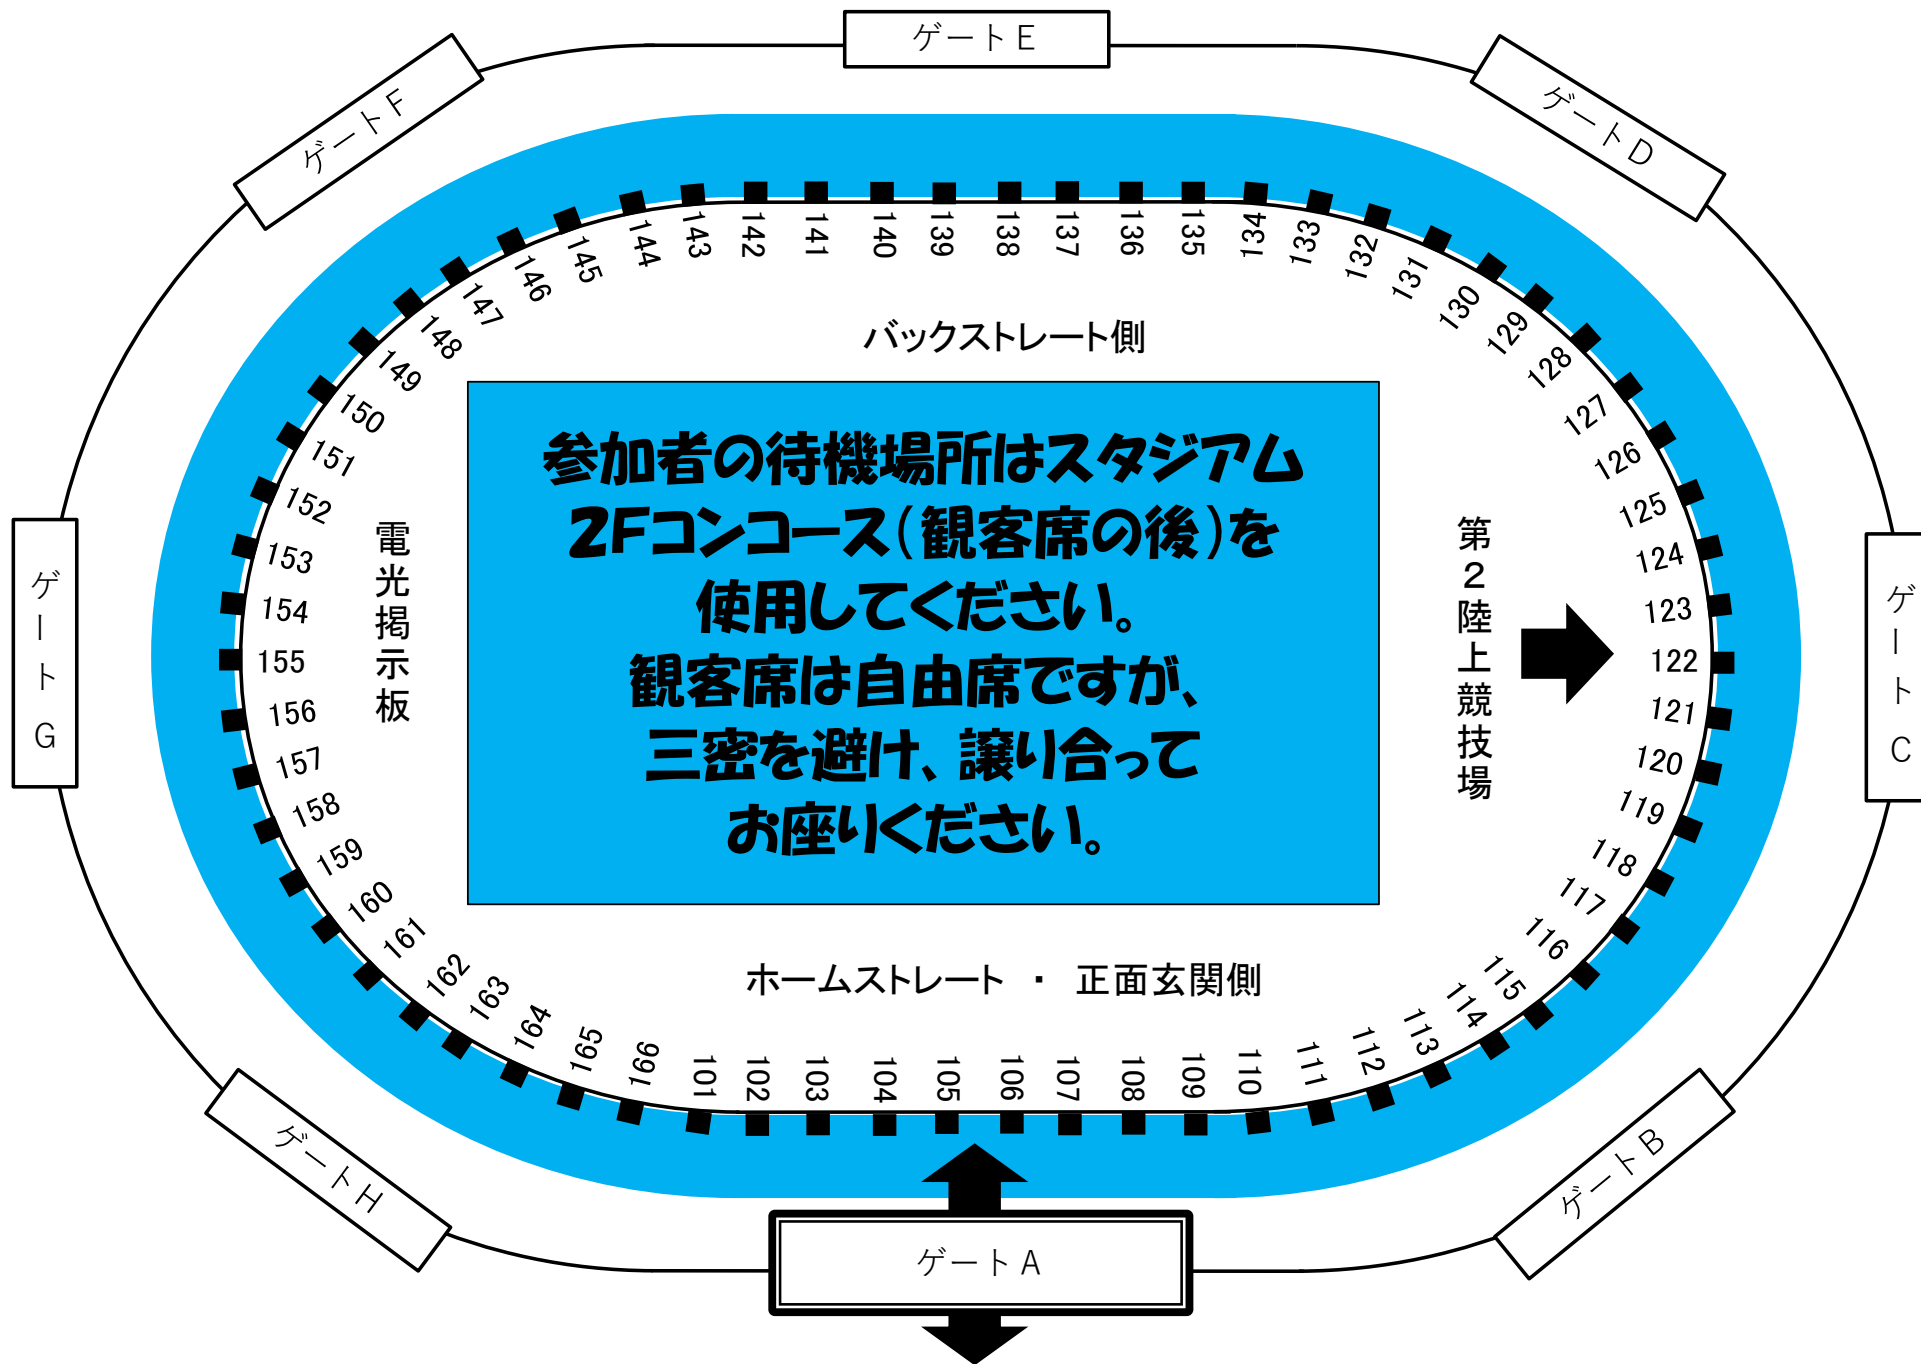 ゲートE
ゲートF
ゲートD
143 142 141 140 139 138 137 136 135 134
144
145
146
147
148
149
150
151
152
153
154
155
156
157
158
159
160
161
162
163
164
165
166
133
132
131
130
129
128
127
126
125
124
123
122
121
120
119
118
117
116
115
114
113
112
111
バックストレート側
参加者の待機場所はスタジアム
2Fコンコース(観客席の後)を
使用してください。
観客席は自由席ですが、
三密を避け、譲り合って
お座りください。
電光掲示板
第2陸上競技場
ゲートG
ゲートC
ホームストレート ・ 正面玄関側
101 102 103 104 105 106 107 108 109 110
ゲートH
ゲートB
ゲートA